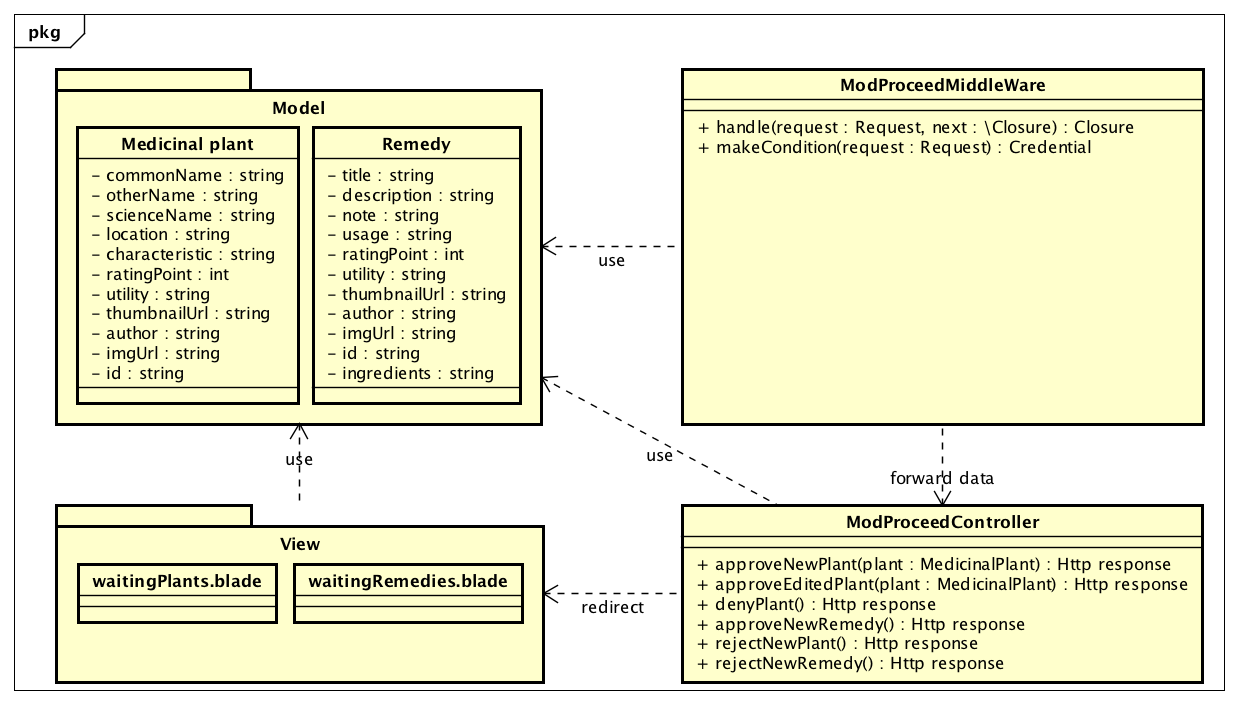 pkg
Model
Medicinal plant
- commonName : string
- otherName : string
- scienceName : string
- location : string
- characteristic : string
- ratingPoint : int
- utility : string
- thumbnailUrl : string
- author : string
- imgUrl : string
- id : string
Remedy
- title : string
- description : string
- note : string
- usage : string
- ratingPoint : int
- utility : string
- thumbnailUrl : string
- author : string
- imgUrl : string
- id : string
- ingredients : string
ModProceedMiddleWare
+ handle(request : Request, next : \Closure) : Closure
+ makeCondition(request : Request) : Credential
use
use
use
forward data
View
waitingPlants.blade
waitingRemedies.blade
redirect
ModProceedController
+ approveNewPlant(plant : MedicinalPlant) : Http response
+ approveEditedPlant(plant : MedicinalPlant) : Http response
+ denyPlant() : Http response
+ approveNewRemedy() : Http response
+ rejectNewPlant() : Http response
+ rejectNewRemedy() : Http response